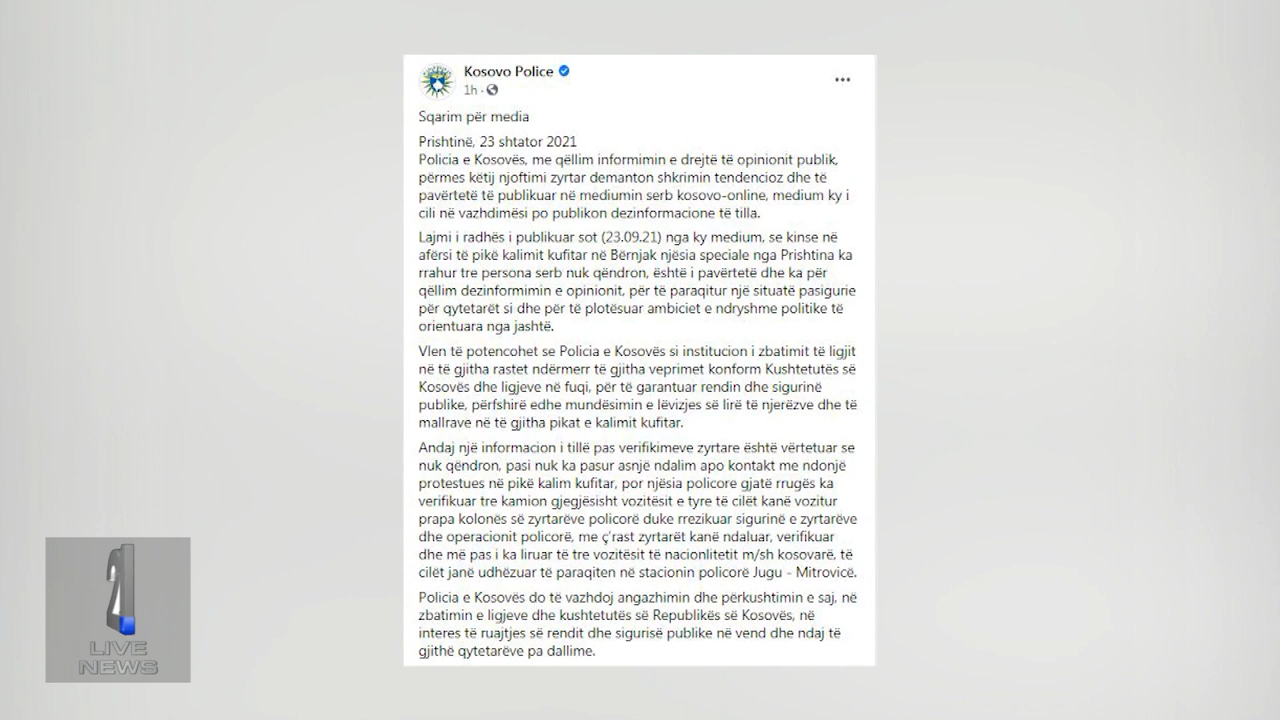 Kosovo Police
1h
Sqarim për media
Prishtinë, 23 shtator 2021
Policia e Kosovës, me qëllim informimin e drejtë të opinionit publik,
përmes këtij njoftimi zyrtar demanton shkrimin tendencioz dhe të
pavërtetë të publikuar në mediumin serb kosovo-online, medium ky i
cili në vazhdimësi po publikon dezinformacione të tilla.
Lajmi i radhës i publikuar sot (23.09.21) nga ky medium, se kinse në
afërsi të pikë kalimit kufitar në Bërnjak njësia speciale nga Prishtina ka
rrahur tre persona serb nuk qëndron, është i pavërtetë dhe ka për
qëllim dezinformimin e opinionit, për të paraqitur një situatë pasigurie
për qytetarët si dhe për të plotësuar ambiciet e ndryshme politike të
orientuara nga jashtë.
Vlen të potencohet se Policia e Kosovës si institucion i zbatimit të ligjit
në të gjitha rastet ndërmerr të gjitha veprimet konform Kushtetutës së
Kosovës dhe ligjeve në fuqi, për të garantuar rendin dhe sigurinë
publike, përfshirë edhe mundësimin e lëvizjes së lirë të njerëzve dhe të
mallrave në të gjitha pikat e kalimit kufitar.
Andaj një informacion i tillë pas verifikimeve zyrtare është vërtetuar se
nuk qëndron, pasi nuk ka pasur asnjë ndalim apo kontakt me ndonjë
protestues në pikë kalim kufitar, por njësia policore gjatë rrugës ka
verifikuar tre kamion gjegjësisht vozitësit e tyre të cilët kanë vozitur
prapa kolonës së zyrtarëve policorë duke rrezikuar sigurinë e zyrtarëve
dhe operacionit policorë, me ç'rast zyrtarët kanë ndaluar, verifikuar
dhe më pas i ka liruar të tre vozitësit të nacionlitetit m/sh kosovarë, të
cilët janë udhëzuar të paraqiten në stacionin policorë Jugu - Mitrovicë.
Policia e Kosovës do të vazhdoj angazhimin dhe përkushtimin e saj, në
zbatimin e ligjeve dhe kushtetutës së Republikës së Kosovës, në
interes të ruajtjes së rendit dhe sigurisë publike në vend dhe ndaj të
gjithë qytetarëve pa dallime.
21
LIVE
NEWS